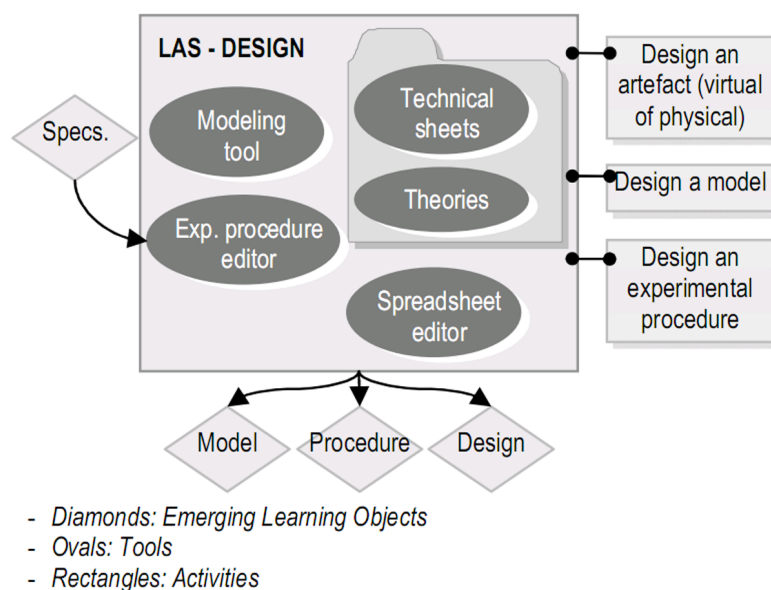 LAS - DESIGN
Specs.
Modeling
tool
Exp. procedure
editor
Technical
sheets
Theories
Spreadsheet
editor
Design an
artefact (virtual
of physical)
Design a model
Design an
experimental
procedure
Model
Procedure
Design
- Diamonds: Emerging Learning Objects
- Ovals: Tools
- Rectangles: Activities